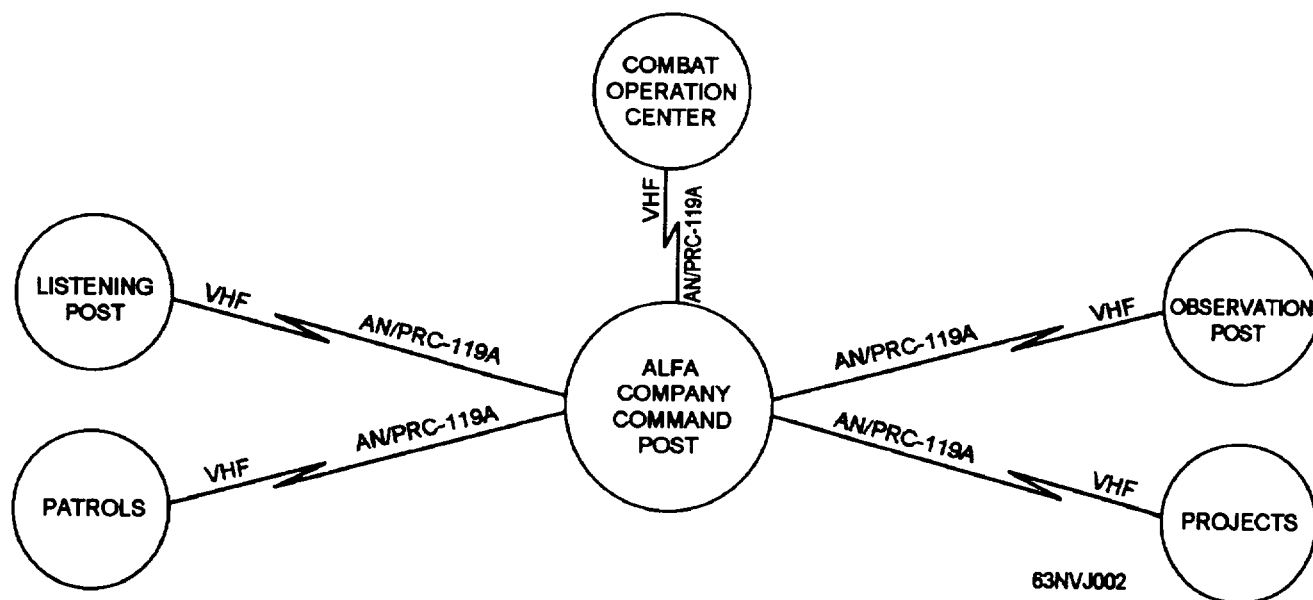 COMBAT
OPERATION
CENTER
VHF
AN/PRC-119A
LISTENING
POST
VHF
AN/PRC-119A
OBSERVATION
POST
VHF
AN/PRC-119A
ALFA
COMPANY
COMMAND
POST
PATROLS
VHF
AN/PRC-119A
PROJECTS
VHF
AN/PRC-119A
63NVJ002